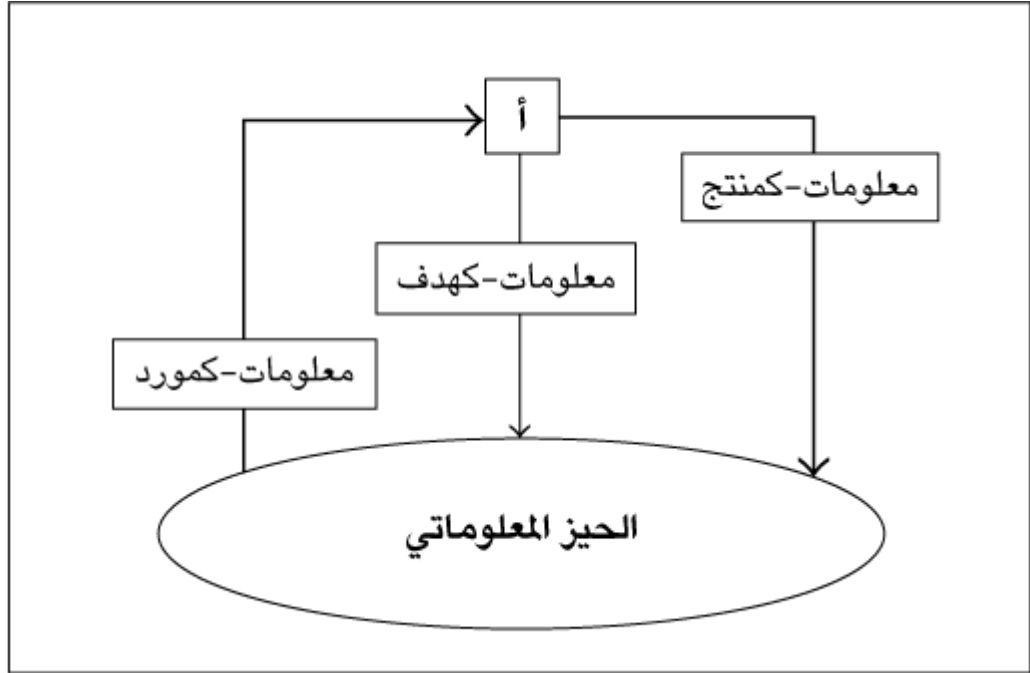 أ
معلومات-كمنتج
معلومات-كهدف
معلومات-كمورد
الحيز المعلوماتي